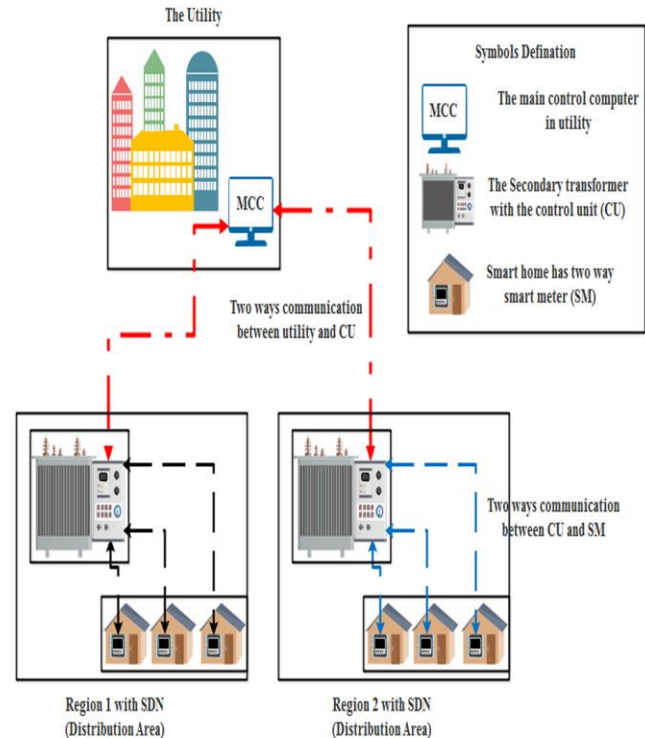 The Utility
MCC
Symbols Defination
MCC
The main control computer
in utility
The Secondary transformer
with the control unit (CU)
Smart home has two way
smart meter (SM)
Two ways communication
between utility and CU
Two ways communication
between CU and SM
Region 1 with SDN
(Distribution Area)
Region 2 with SDN
(Distribution Area)